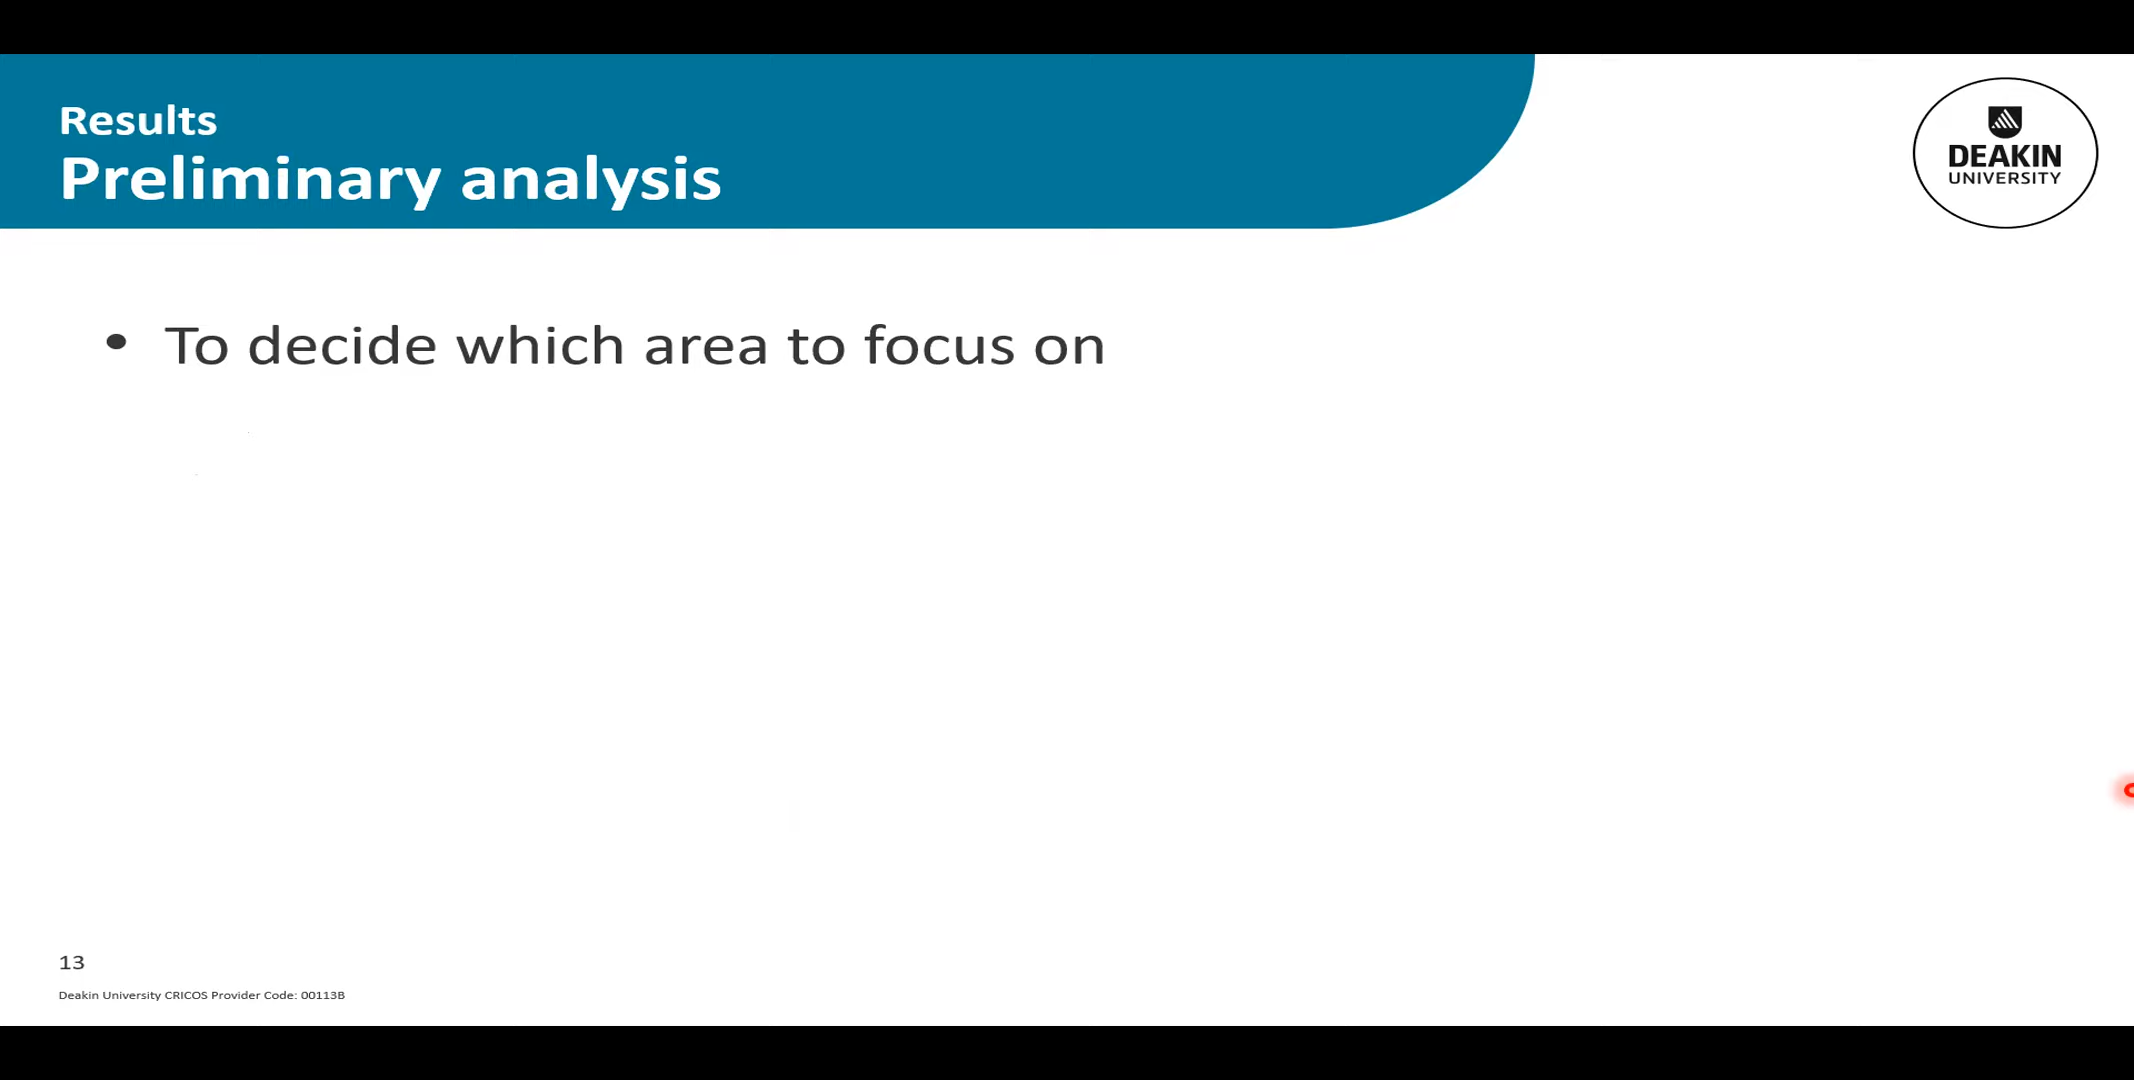 Results
Preliminary analysis
DEAKIN
UNIVERSITY
• To decide which area to focus on
13
Deakin University CRICOS Provider Code: 00113B